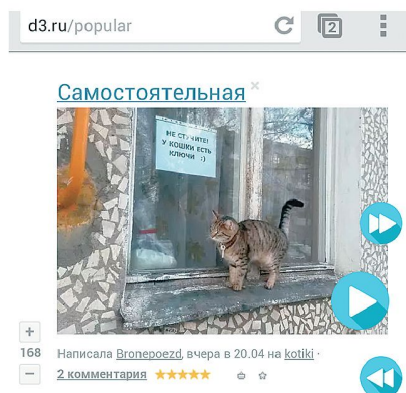 d3.ru/popular
2
Самостоятельная ×
НЕ СТУЧИТЕ!
У КОШКИ ЕСТЬ
КЛЮЧИ :)
+
168
Написала Bronepoezd, вчера в 20.04 на kotiki ·
–
2 комментария